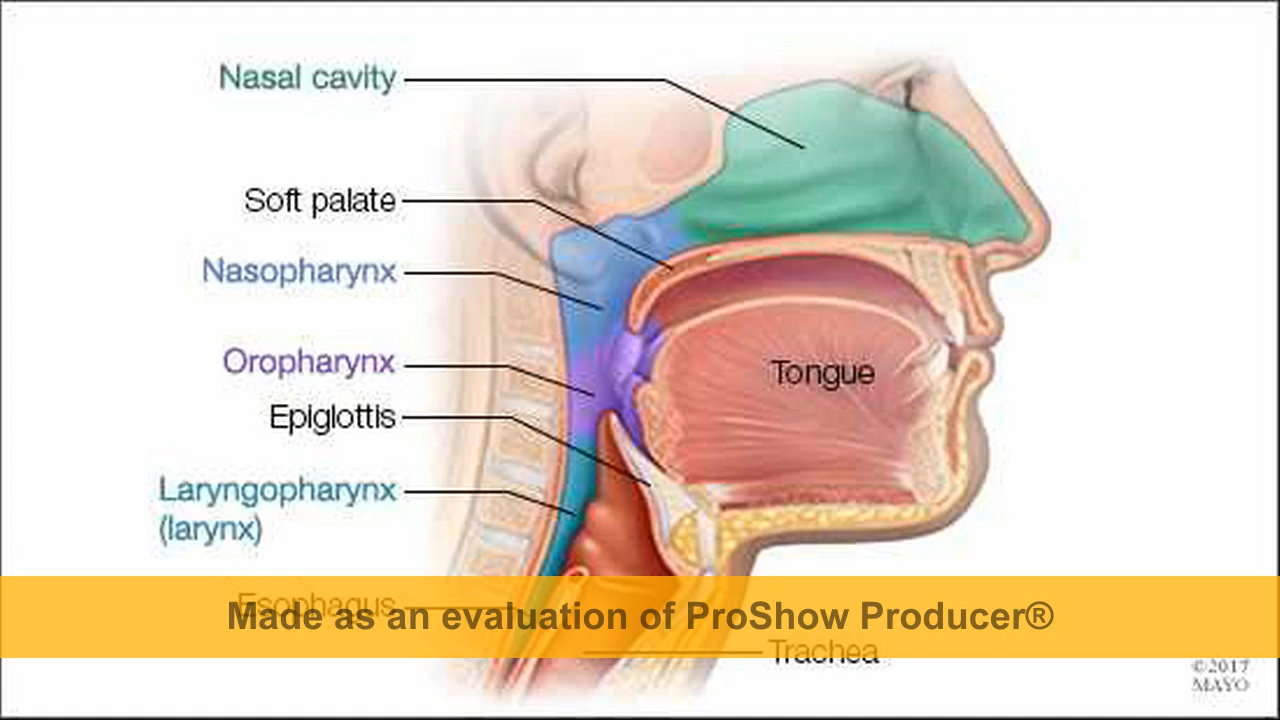 Nasal cavity
Soft palate
Nasopharynx
Oropharynx
Tongue
Epiglottis
Laryngopharynx
(larynx)
Esophagus
Made as an evaluation of ProShow Producer®
Trachea
©2017
MAYO